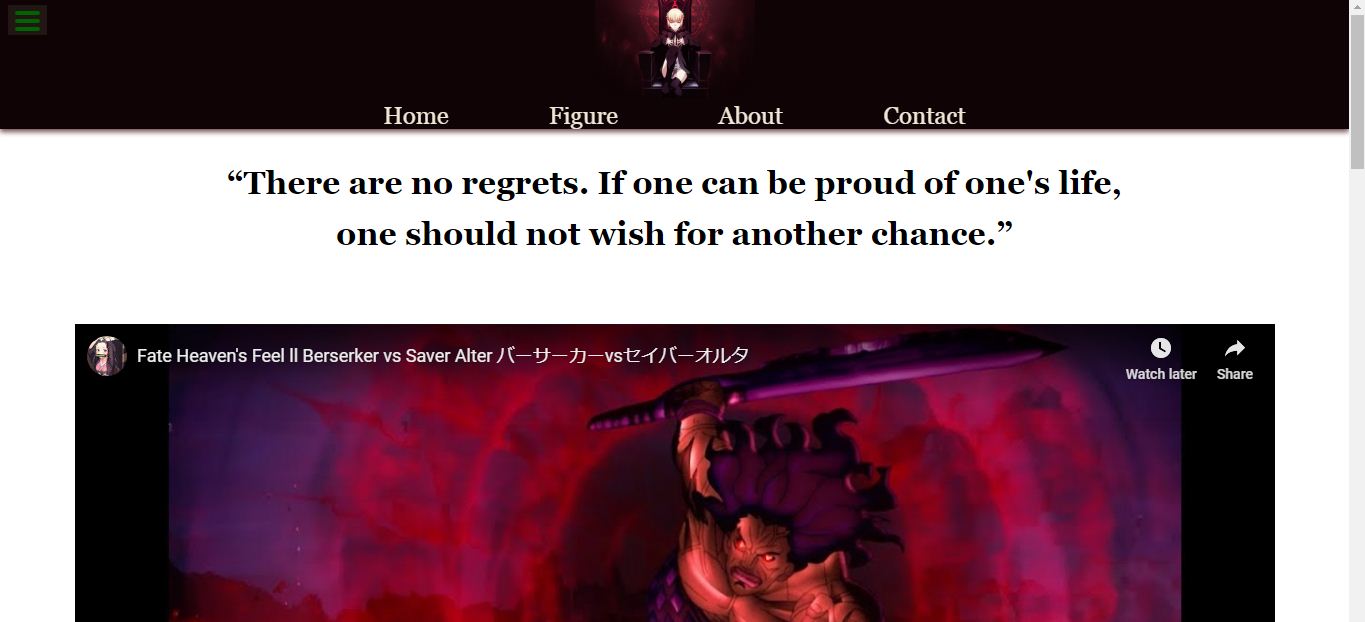 Home Figure About Contact
“There are no regrets. If one can be proud of one's life,
one should not wish for another chance.”
Fate Heaven's Feel ll Berserker vs Saver Alter バーサーカーvsセイバーオルタ
Watch later Share